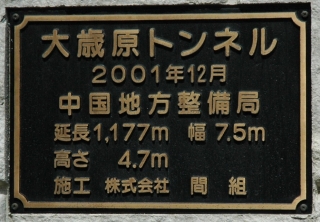 大歳原トンネル
2001年12月
中国地方整備局
延長1,177m 幅 7.5m
高さ 4.7m
施工 株式会社 間組